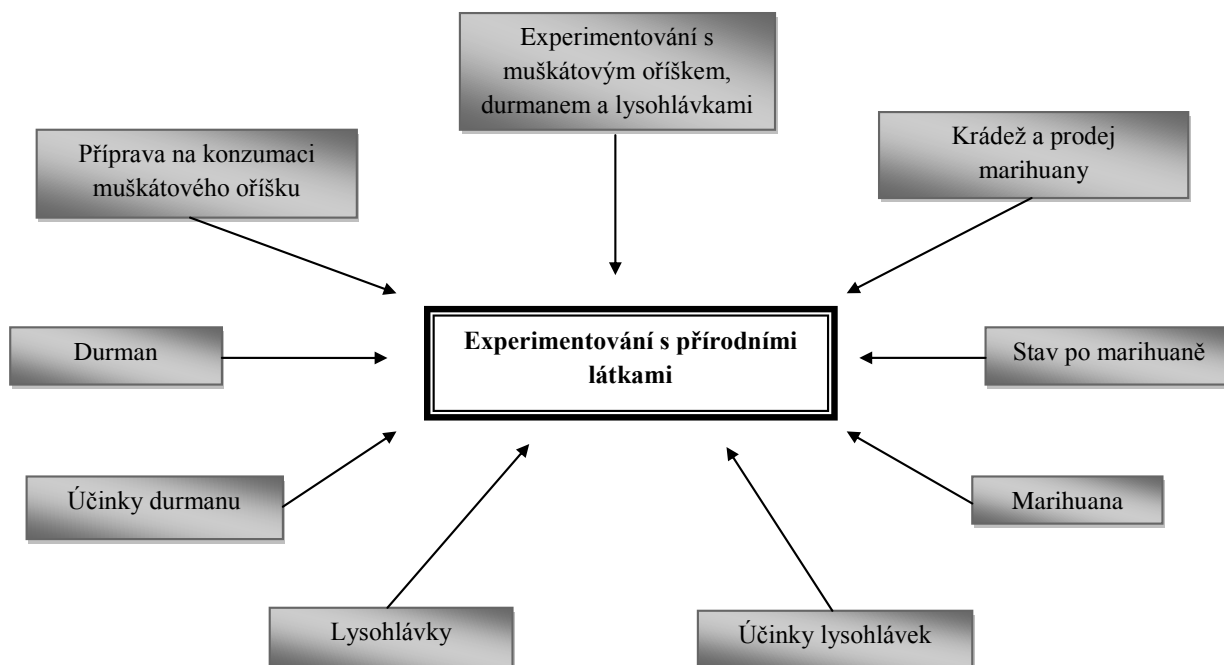 Experimentování s
muškátovým oříškem,
durmanem a lysohlávkami
Příprava na konzumaci
muškátového oříšku
Krádež a prodej
marihuany
Experimentování s přírodními
látkami
Durman
Stav po marihuaně
Účinky durmanu
Marihuana
Lysohlávky
Účinky lysohlávek